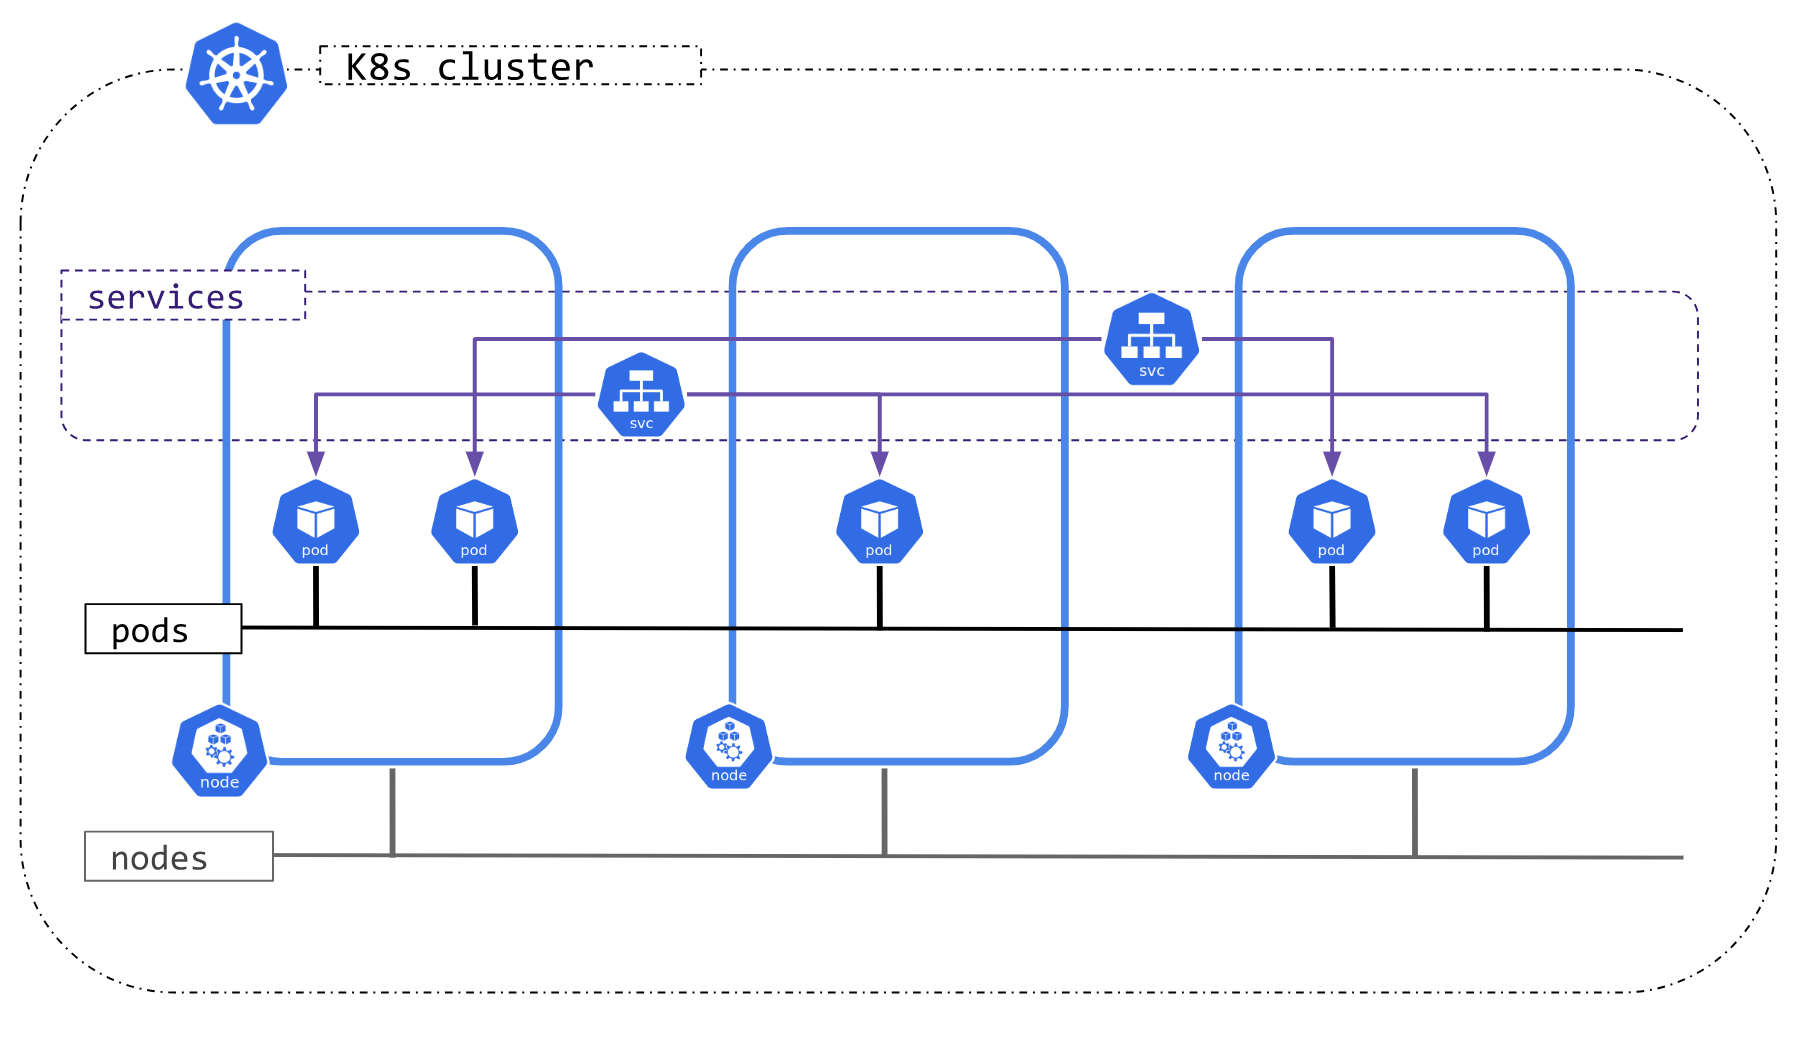 K8s cluster
services
svc
svc
pod
pod
pod
pod
pod
pods
node
node
node
nodes